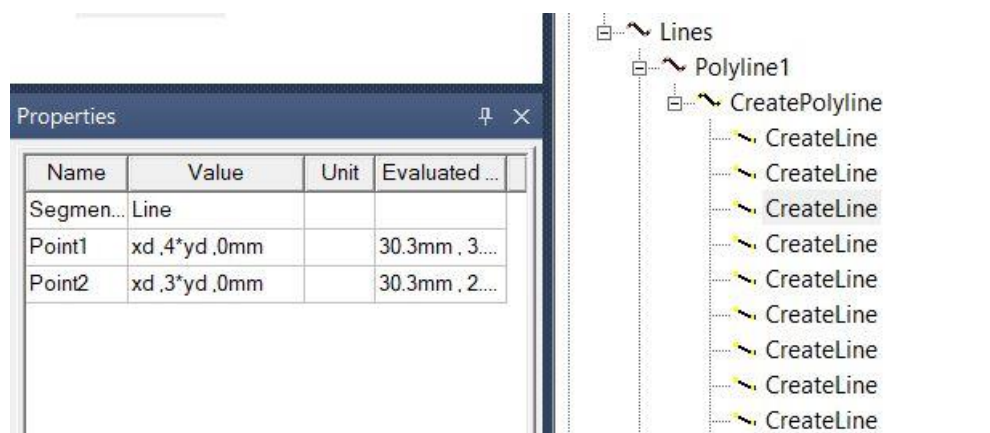 Properties
Name Value Unit Evaluated ...
Segmen... Line
Point1 xd ,4*yd ,0mm 30.3mm , 3....
Point2 xd ,3*yd ,0mm 30.3mm , 2....
Lines
Polyline1
CreatePolyline
CreateLine
CreateLine
CreateLine
CreateLine
CreateLine
CreateLine
CreateLine
CreateLine
CreateLine